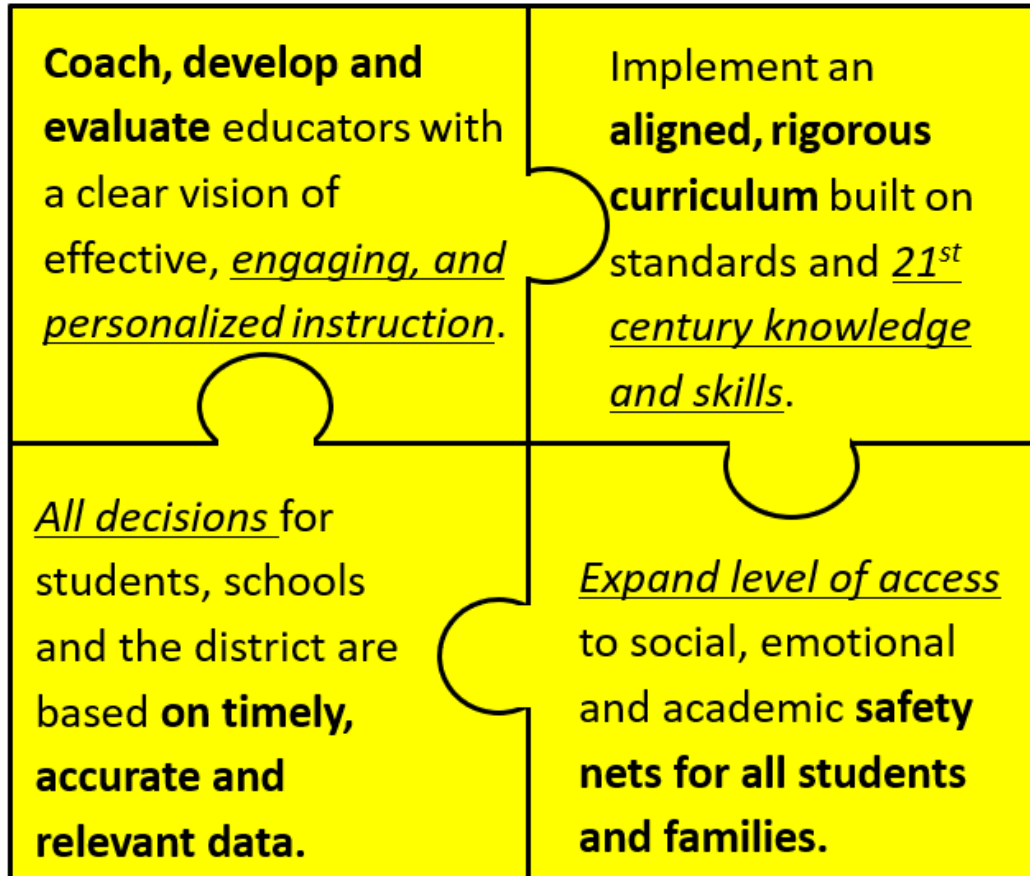 Coach, develop and
evaluate educators with
a clear vision of
effective, engaging, and
personalized instruction.
Implement an
aligned, rigorous
curriculum built on
standards and 21st
century knowledge
and skills.
All decisions for
students, schools
and the district are
based on timely,
accurate and
relevant data.
Expand level of access
to social, emotional
and academic safety
nets for all students
and families.